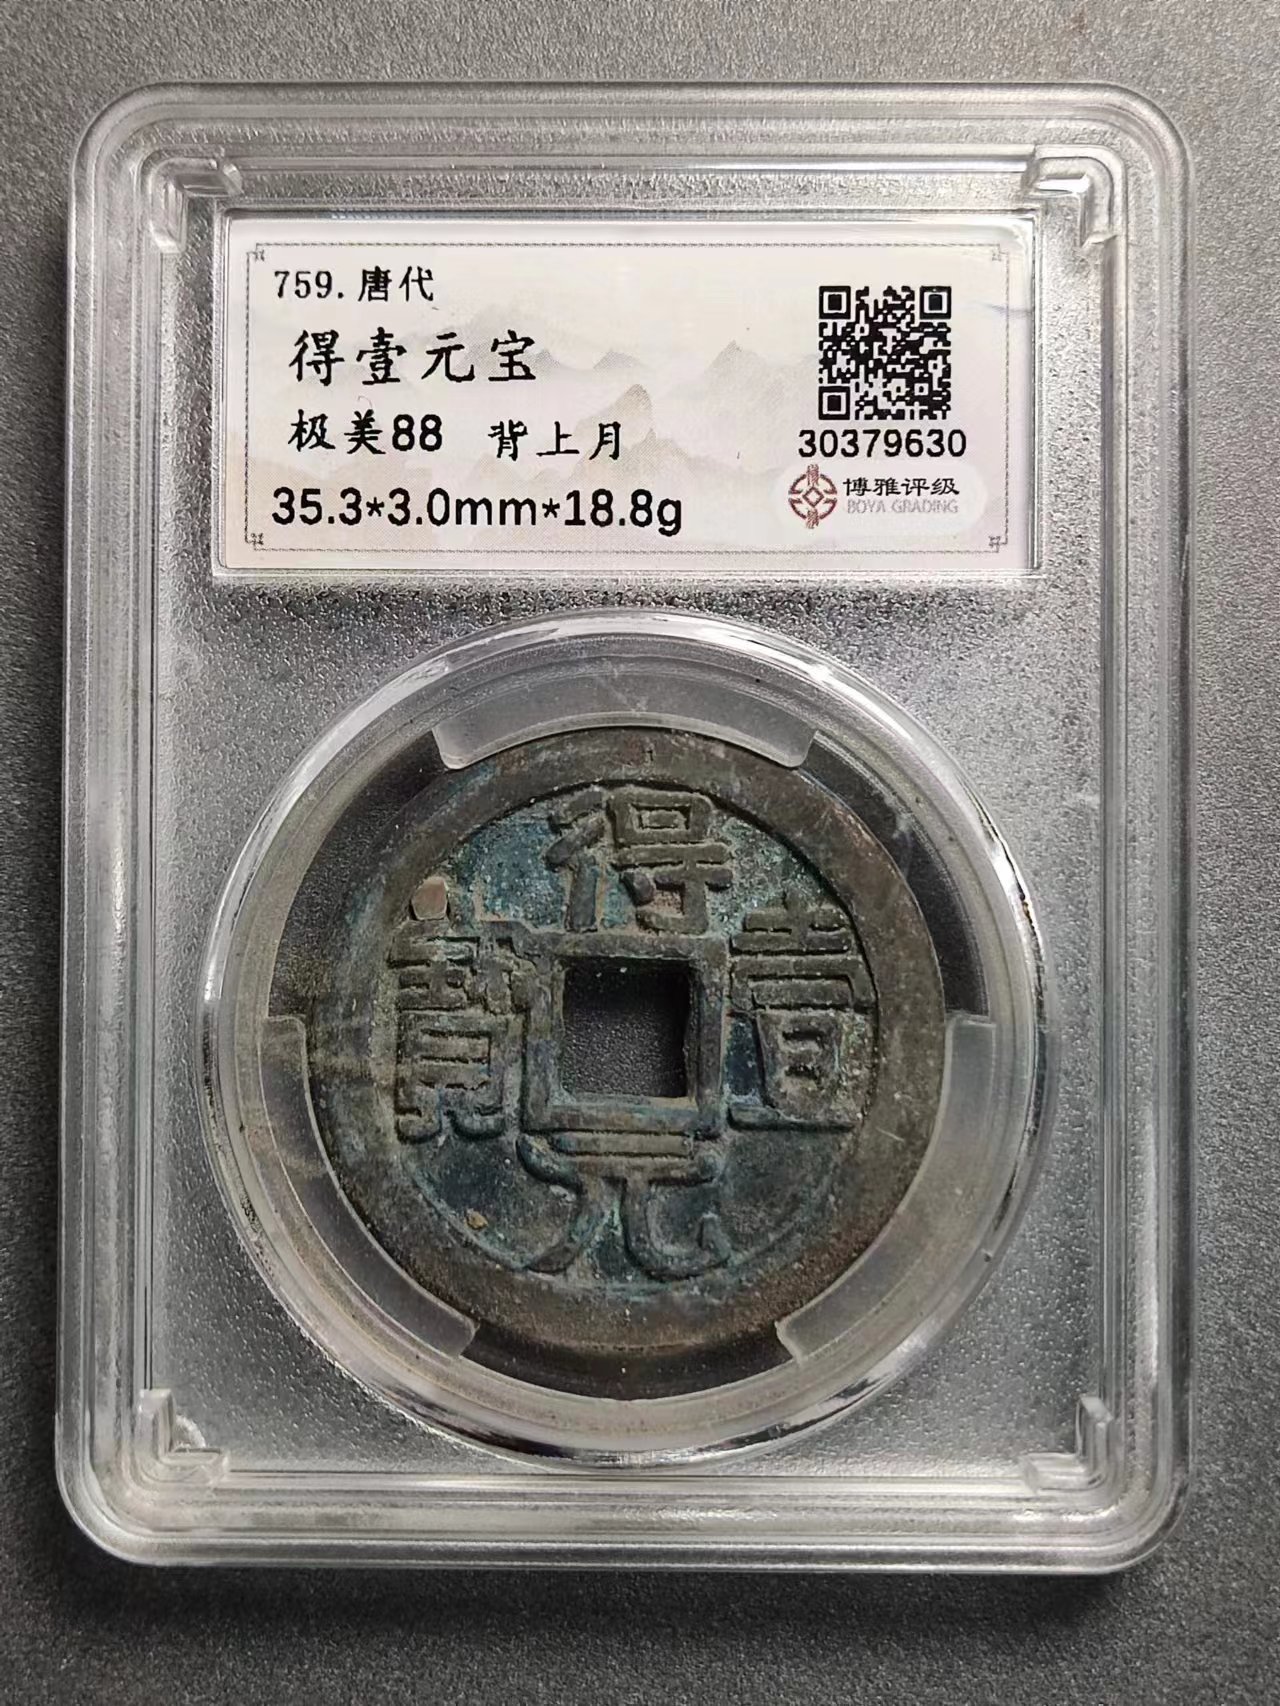 759.唐代
得壹元宝
极美88 背上月
35.3*3.0mm*18.8g
30379630
博雅评级
BOYA GRADING
得
壹
元
寶